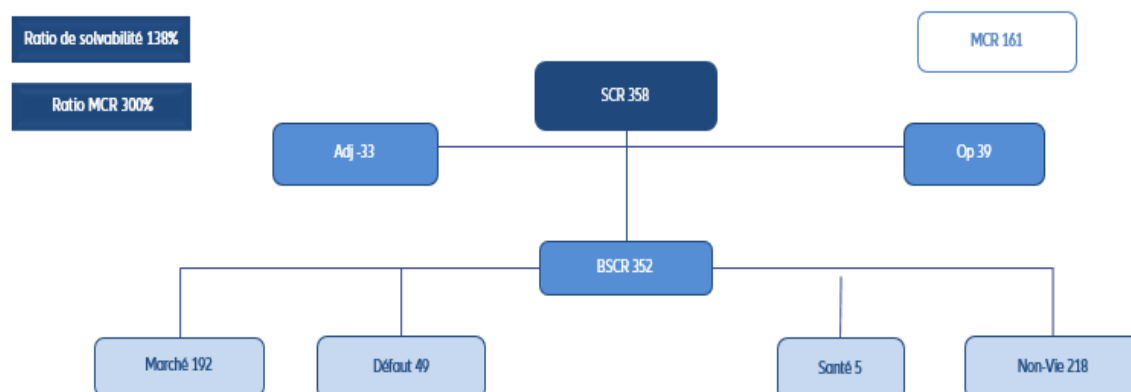 Ratio de solvabilité 138%
MCR 161
Ratio MCR 300%
SCR 358
Adj -33
Op 39
BSCR 352
Marché 192
Défaut 49
Santé 5
Non-Vie 218